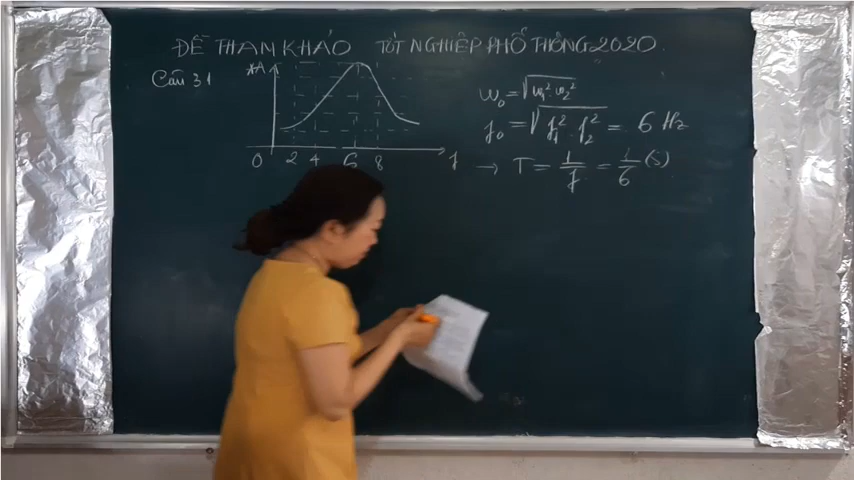 ĐỀ THAM KHẢO TỐT NGHIỆP PHỔ THÔNG 2020
Câu 31
A
0 2 4 6 8 f
ω₀ = √ω₁² ω₂²
f₀ = √f₁² . f₂² = 6 Hz
→ T = 1/f = 1/6 (s)